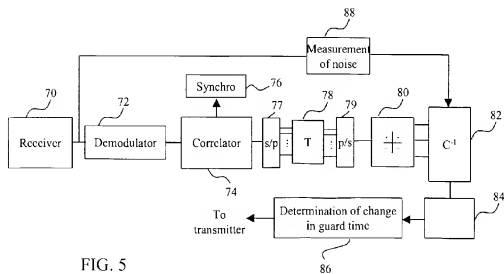 88
Measurement
of noise
76
Synchro
70
72
77
78
79
80
82
Receiver
Demodulator
Correlator
s/p
T
p/s
C-1
74
84
To
transmitter
Determination of change
in guard time
86
FIG. 5